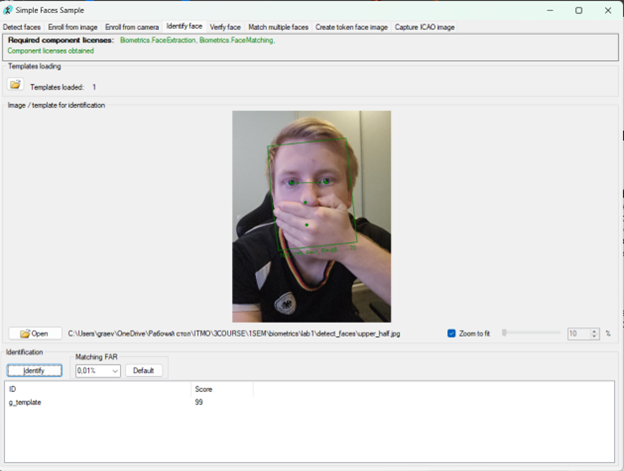 Simple Faces Sample
Detect faces Enroll from image Enroll from camera Identify face Verify face Match multiple faces Create token face image Capture ICAO image
Required component licenses: Biometrics.FaceExtraction, Biometrics.FaceMatching,
Component licenses obtained
Templates loading
Templates loaded: 1
Image / template for identification
Open C:\Users\graev\OneDrive\Рабочий стол\ITMO\3COURSE\1SEM\biometrics\lab1\detect_faces\upper_half.jpg Zoom to fit 10 %
Identification
Matching FAR
Identify 0,01% Default
ID Score
g_template 99